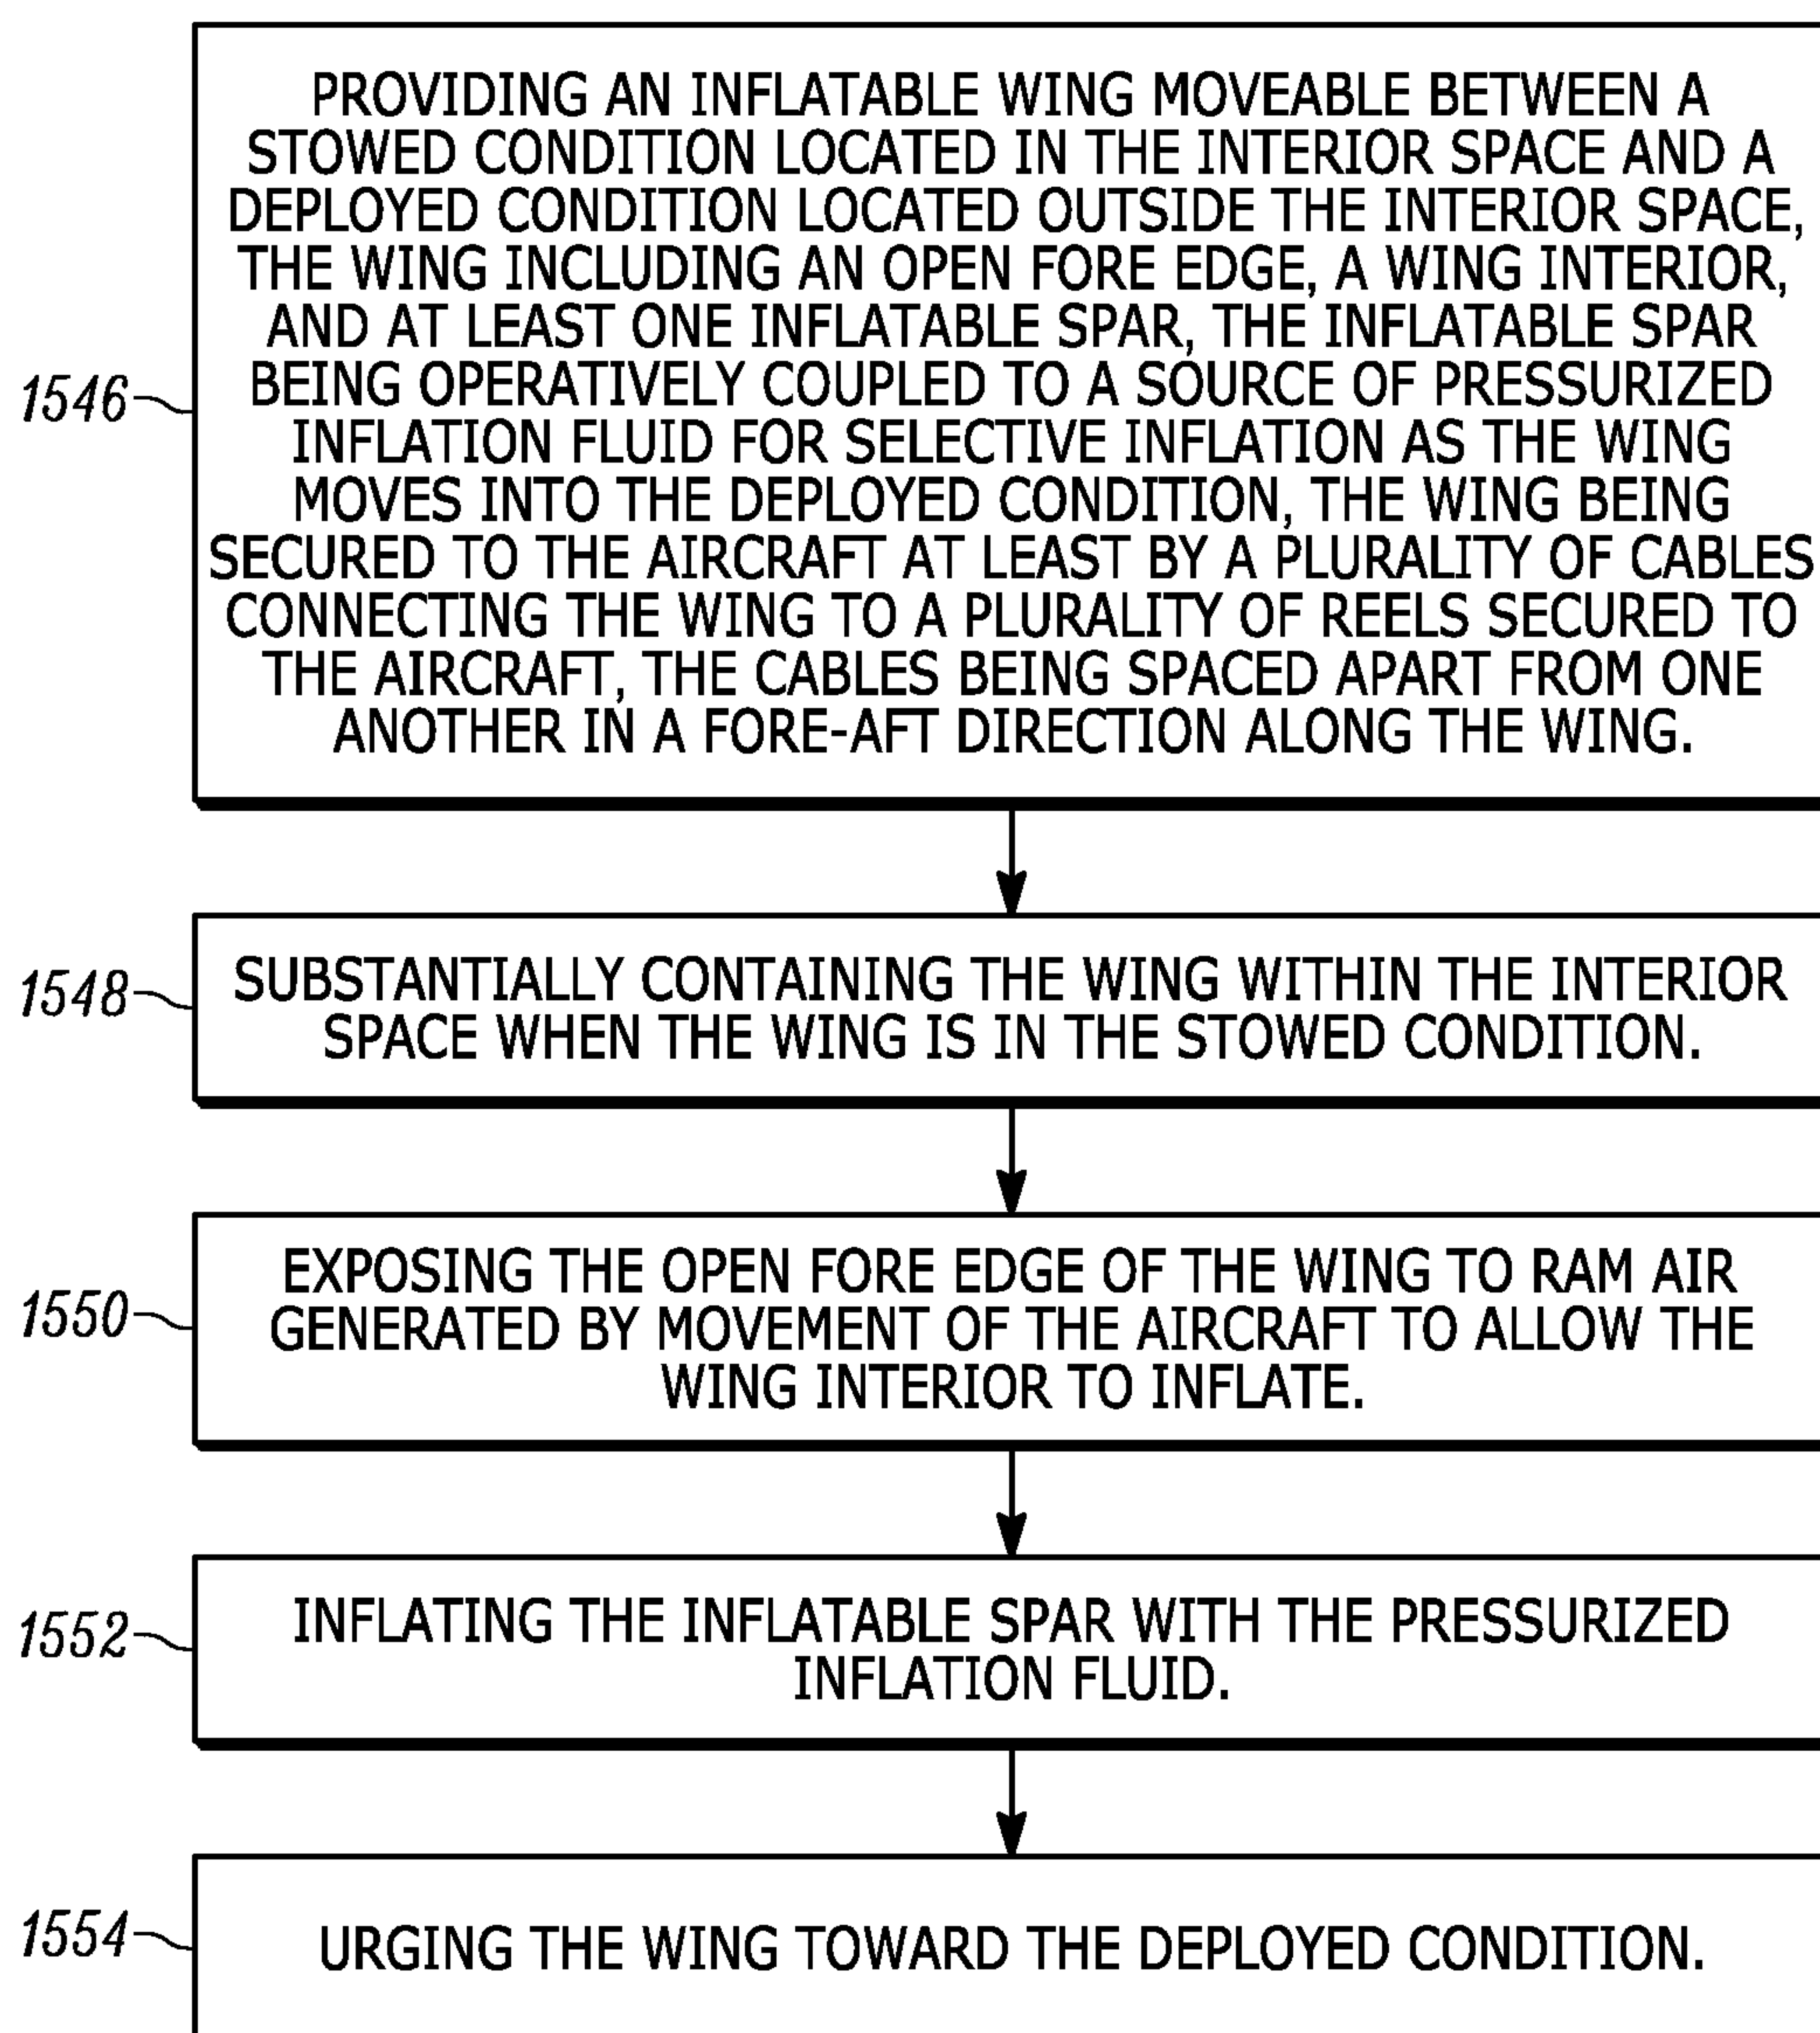 PROVIDING AN INFLATABLE WING MOVEABLE BETWEEN A
STOWED CONDITION LOCATED IN THE INTERIOR SPACE AND A
DEPLOYED CONDITION LOCATED OUTSIDE THE INTERIOR SPACE,
THE WING INCLUDING AN OPEN FORE EDGE, A WING INTERIOR,
AND AT LEAST ONE INFLATABLE SPAR, THE INFLATABLE SPAR
1546 BEING OPERATIVELY COUPLED TO A SOURCE OF PRESSURIZED
INFLATION FLUID FOR SELECTIVE INFLATION AS THE WING
MOVES INTO THE DEPLOYED CONDITION, THE WING BEING
SECURED TO THE AIRCRAFT AT LEAST BY A PLURALITY OF CABLES
CONNECTING THE WING TO A PLURALITY OF REELS SECURED TO
THE AIRCRAFT, THE CABLES BEING SPACED APART FROM ONE
ANOTHER IN A FORE-AFT DIRECTION ALONG THE WING.
1548 SUBSTANTIALLY CONTAINING THE WING WITHIN THE INTERIOR
SPACE WHEN THE WING IS IN THE STOWED CONDITION.
EXPOSING THE OPEN FORE EDGE OF THE WING TO RAM AIR
1550 GENERATED BY MOVEMENT OF THE AIRCRAFT TO ALLOW THE
WING INTERIOR TO INFLATE.
1552 INFLATING THE INFLATABLE SPAR WITH THE PRESSURIZED
INFLATION FLUID.
1554 URGING THE WING TOWARD THE DEPLOYED CONDITION.